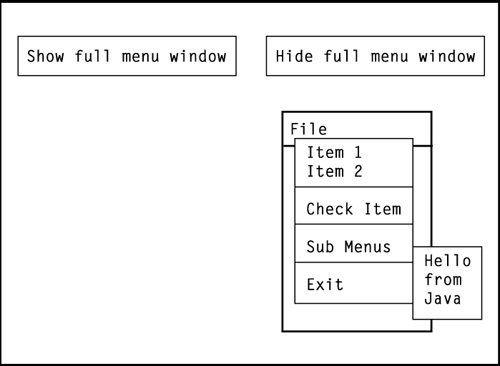 Show full menu window
Hide full menu window
File
Item 1
Item 2
Check Item
Sub Menus
Exit
Hello
from
Java